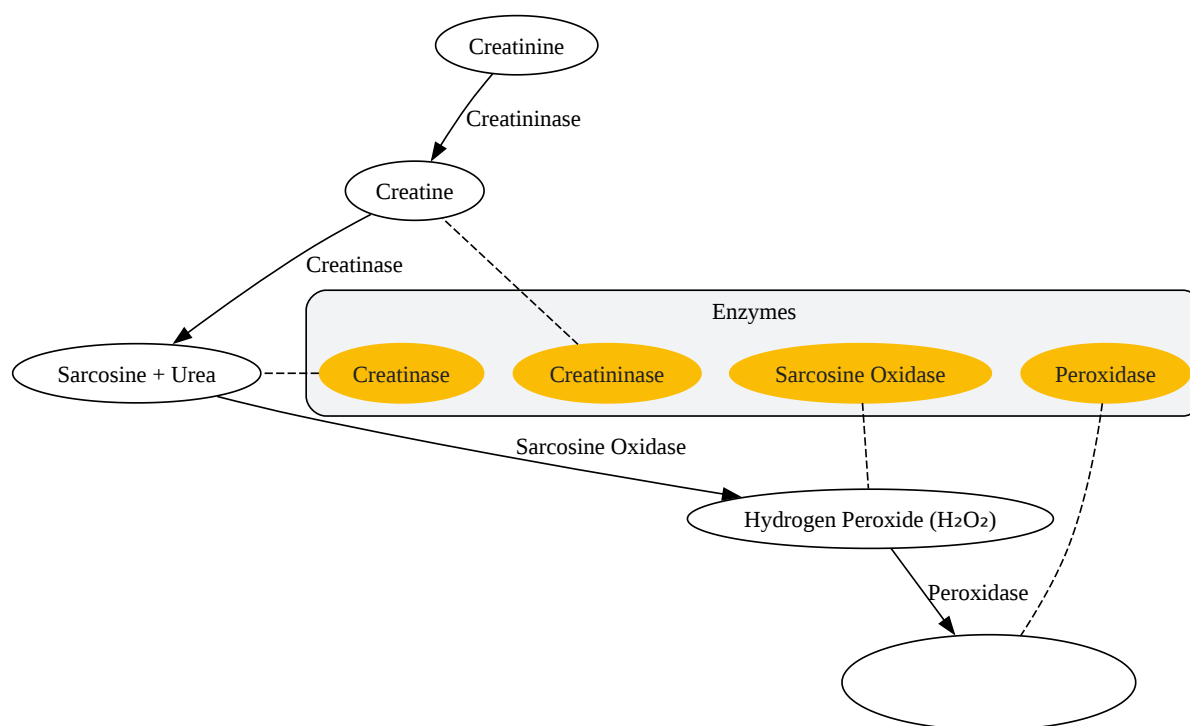 Creatinine
Creatininase
Creatine
Creatinase
Enzymes
Sarcosine + Urea
Creatinase
Creatininase
Sarcosine Oxidase
Peroxidase
Sarcosine Oxidase
Hydrogen Peroxide (H₂O₂)
Peroxidase